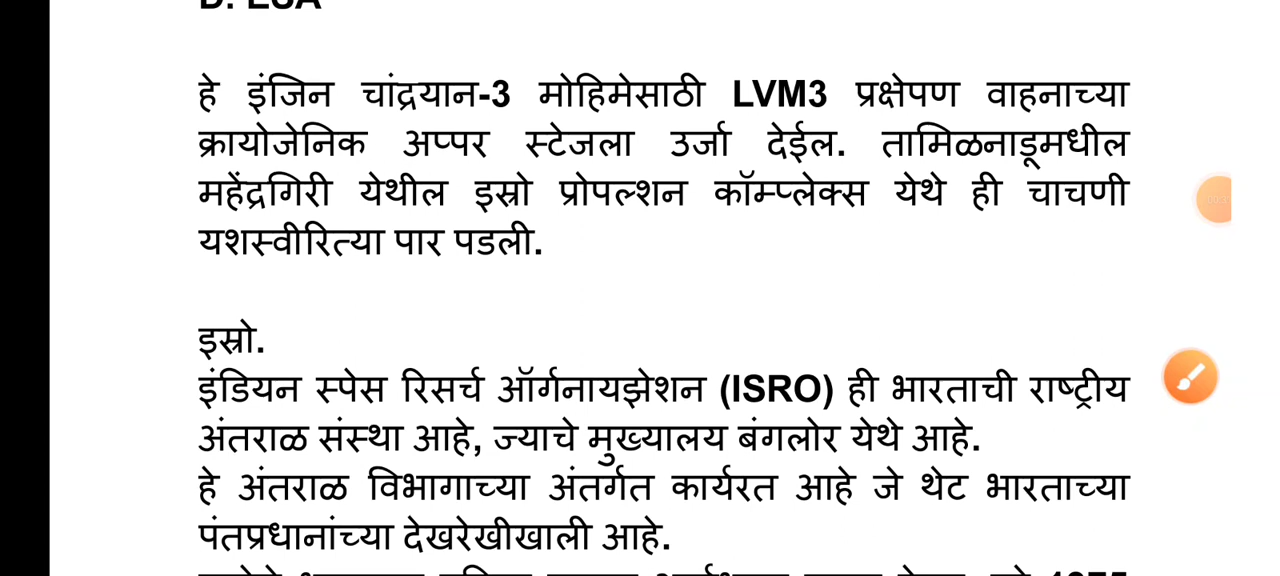 D. ESA
हे इंजिन चांद्रयान-3 मोहिमेसाठी LVM3 प्रक्षेपण वाहनाच्या
क्रायोजेनिक अप्पर स्टेजला उर्जा देईल. तामिळनाडूमधील
महेंद्रगिरी येथील इस्रो प्रोपल्शन कॉम्प्लेक्स येथे ही चाचणी
यशस्वीरित्या पार पडली.
इस्रो.
इंडियन स्पेस रिसर्च ऑर्गनायझेशन (ISRO) ही भारताची राष्ट्रीय
अंतराळ संस्था आहे, ज्याचे मुख्यालय बंगलोर येथे आहे.
हे अंतराळ विभागाच्या अंतर्गत कार्यरत आहे जे थेट भारताच्या
पंतप्रधानांच्या देखरेखीखाली आहे.